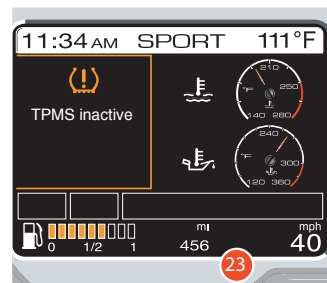 11:34 AM SPORT 111°F
TPMS inactive
210
°F 250
140 280
240
°F 300
120 360
0 1/2 1
mi
456
mph
40
23